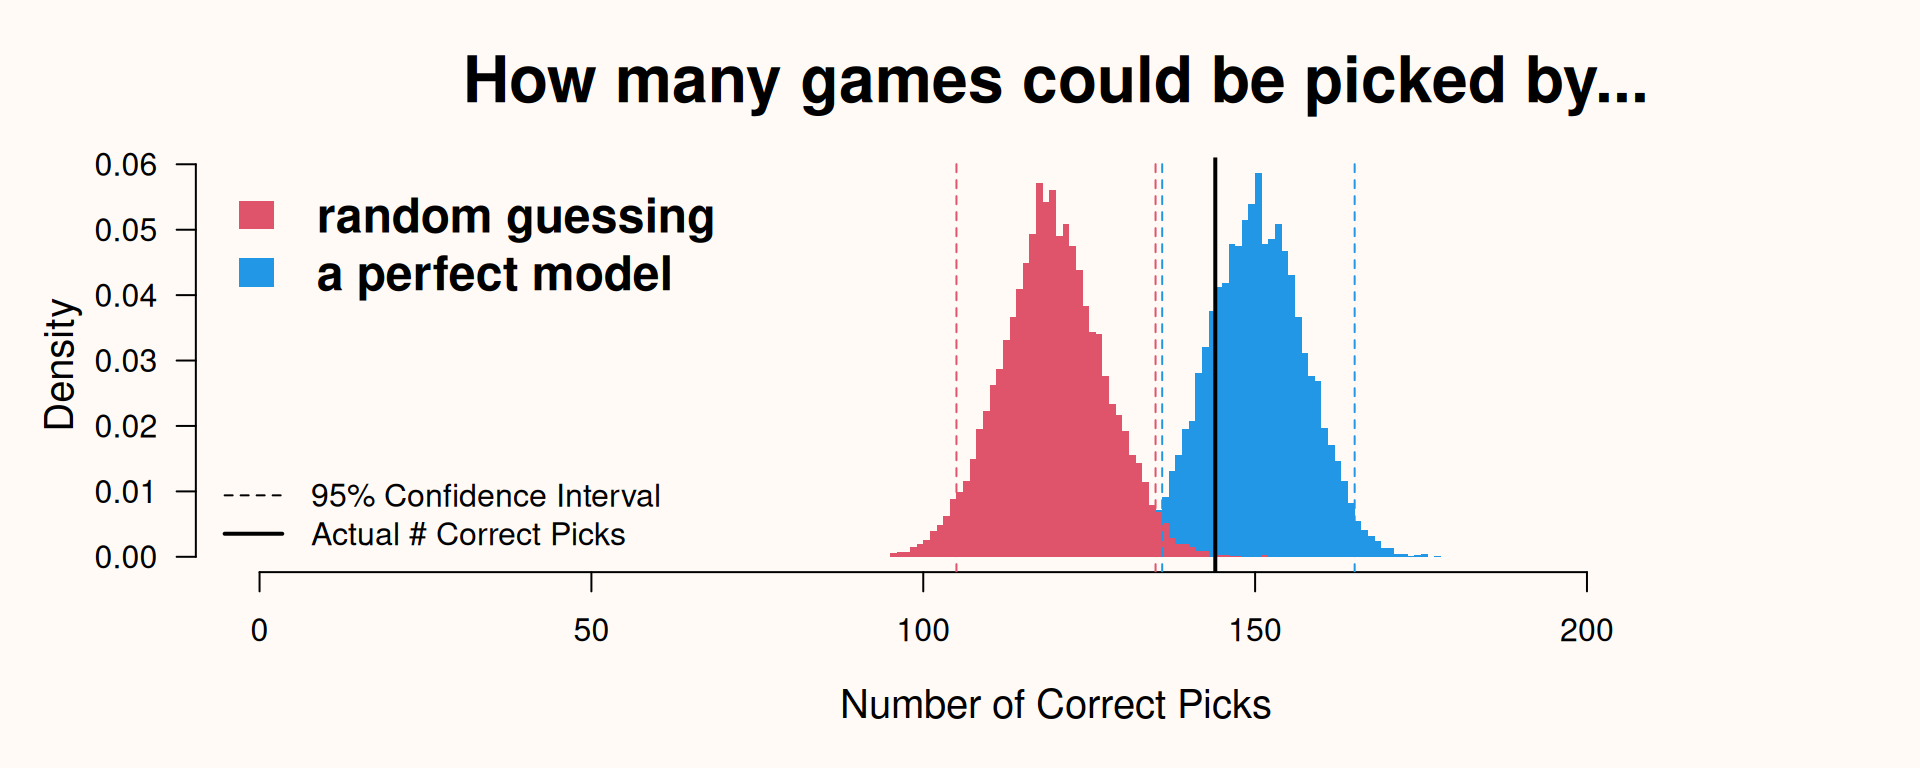 How many games could be picked by...
0.06
0.05
0.04
0.03
0.02
0.01
0.00
Density
random guessing
a perfect model
95% Confidence Interval
Actual # Correct Picks
0 50 100 150 200
Number of Correct Picks